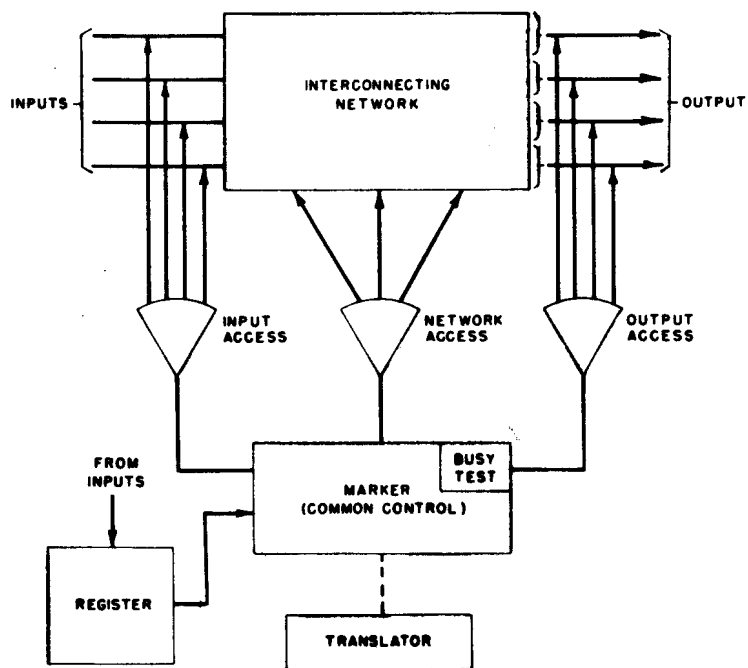 INTERCONNECTING
NETWORK
INPUTS
OUTPUT
INPUT
ACCESS
NETWORK
ACCESS
OUTPUT
ACCESS
FROM
INPUTS
BUSY
TEST
MARKER
(COMMON CONTROL)
REGISTER
TRANSLATOR